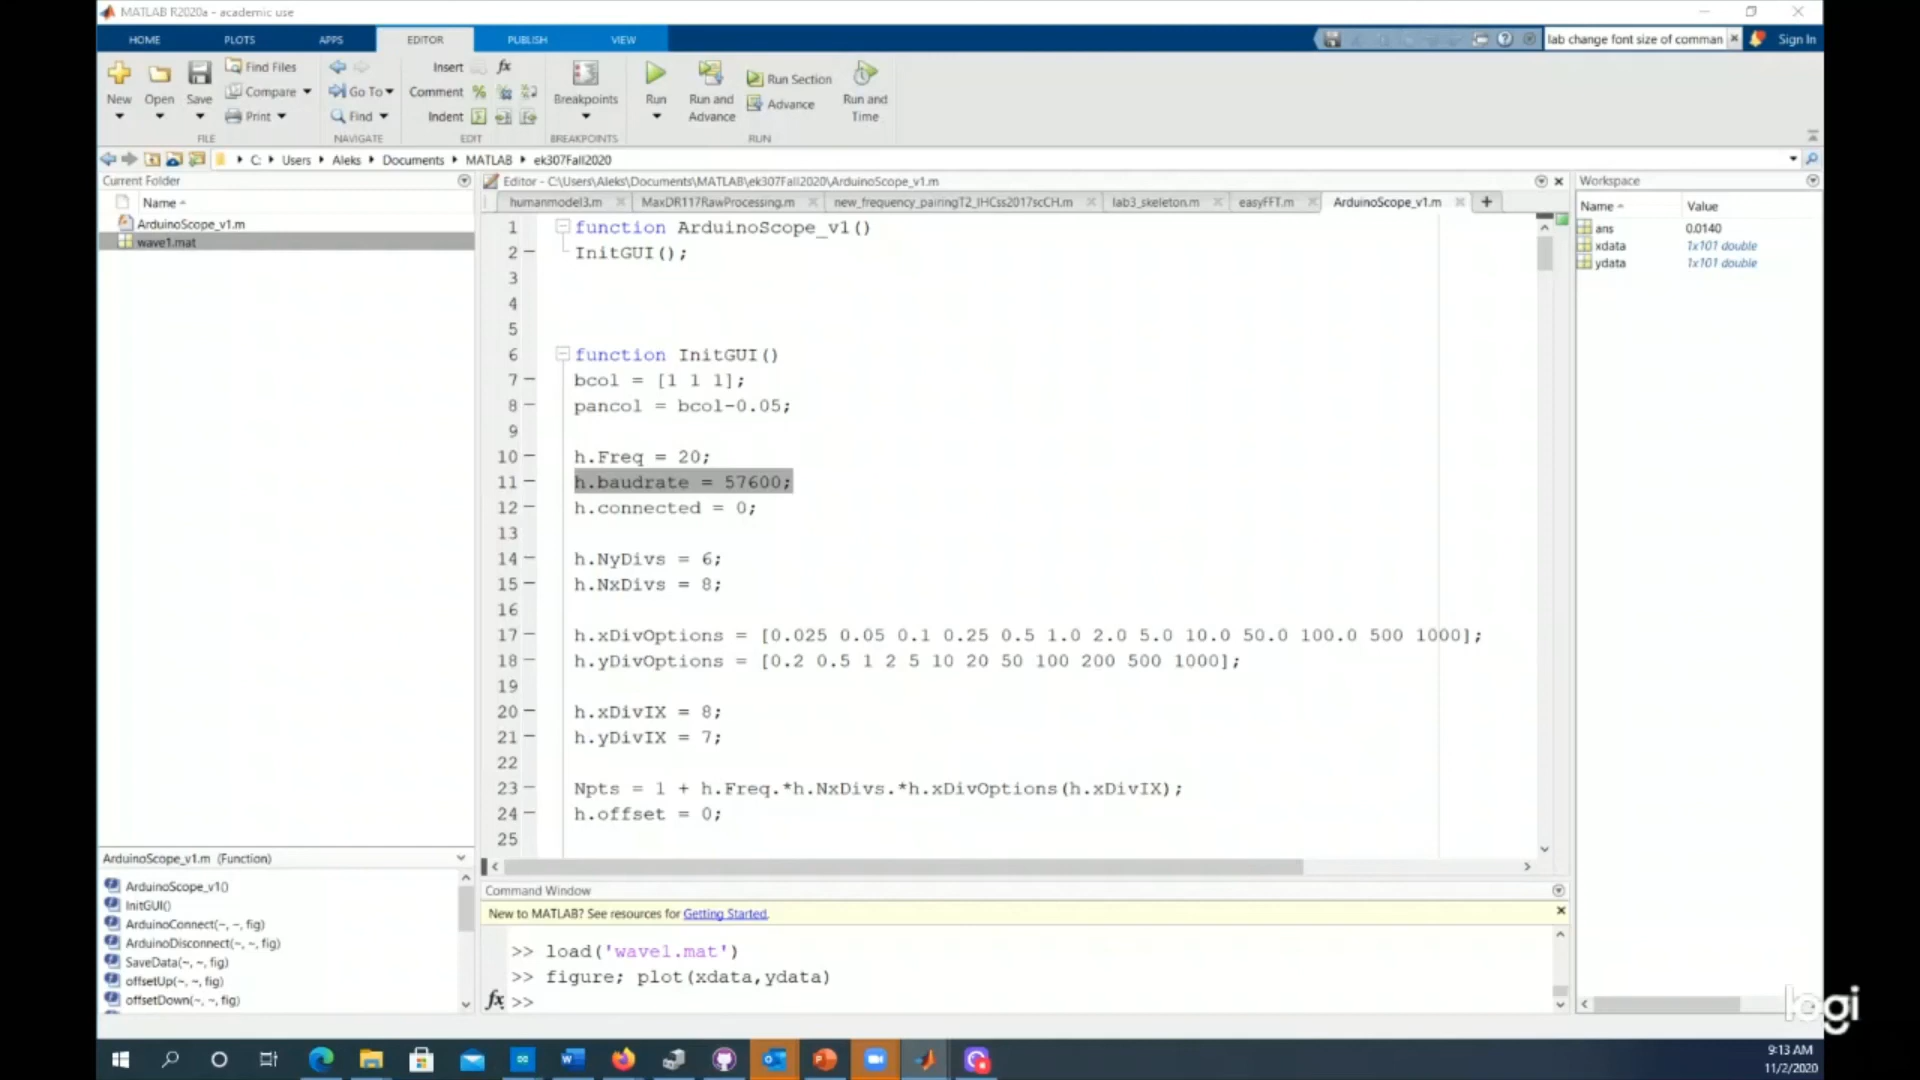 MATLAB R2020a - academic use
HOME PLOTS APPS EDITOR PUBLISH VIEW
lab change font size of comman
Sign In
New Open Save
Find Files
Compare
Print
FILE
Go To
Find
NAVIGATE
Insert fx
Comment
Indent
EDIT
Breakpoints
BREAKPOINTS
Run
Run and Advance
Run Section
Advance
Run and Time
RUN
C: Users Aleks Documents MATLAB ek307Fall2020
Current Folder
Name
ArduinoScope_v1.m
wave1.mat
Editor - C:\Users\Aleks\Documents\MATLAB\ek307Fall2020\ArduinoScope_v1.m
humanmodel3.m MaxDR117RawProcessing.m new_frequency_pairingT2_IHCss2017scCH.m lab3_skeleton.m easyFFT.m ArduinoScope_v1.m
1 function ArduinoScope_v1()
2 InitGUI();
3
4
5
6 function InitGUI()
7 bcol = [1 1 1];
8 pancol = bcol-0.05;
9
10 h.Freq = 20;
11 h.baudrate = 57600;
12 h.connected = 0;
13
14 h.NyDivs = 6;
15 h.NxDivs = 8;
16
17 h.xDivOptions = [0.025 0.05 0.1 0.25 0.5 1.0 2.0 5.0 10.0 50.0 100.0 500 1000];
18 h.yDivOptions = [0.2 0.5 1 2 5 10 20 50 100 200 500 1000];
19
20 h.xDivIX = 8;
21 h.yDivIX = 7;
22
23 Npts = 1 + h.Freq.*h.NxDivs.*h.xDivOptions(h.xDivIX);
24 h.offset = 0;
25
Workspace
Name Value
ans 0.0140
xdata 1x101 double
ydata 1x101 double
ArduinoScope_v1.m (Function)
ArduinoScope_v1()
InitGUI()
ArduinoConnect(~, ~, fig)
ArduinoDisconnect(~, ~, fig)
SaveData(~, ~, fig)
offsetUp(~, ~, fig)
offsetDown(~, ~, fig)
Command Window
New to MATLAB? See resources for Getting Started.
>> load('wave1.mat')
>> figure; plot(xdata,ydata)
fx >>
logi
9:13 AM
11/2/2020